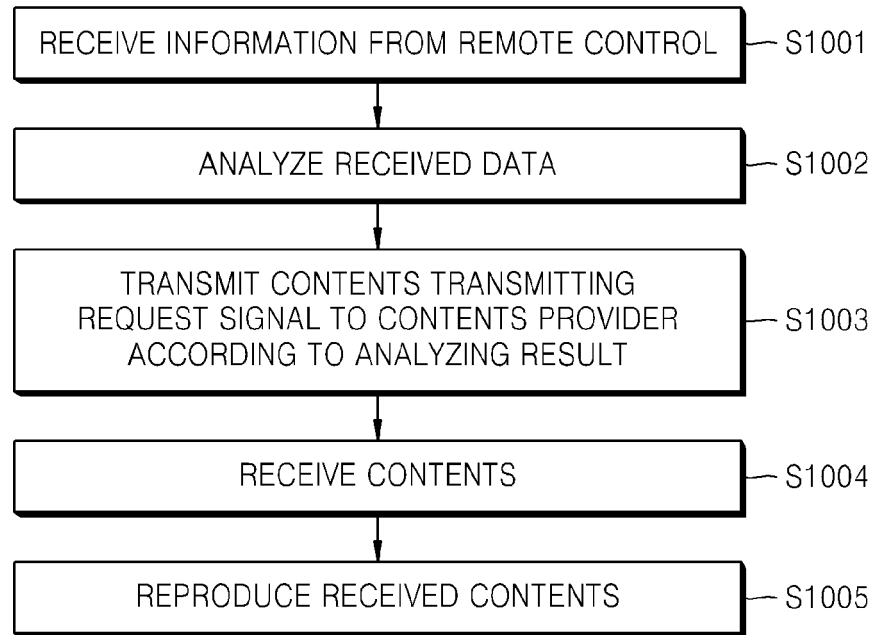 RECEIVE INFORMATION FROM REMOTE CONTROL S1001
ANALYZE RECEIVED DATA S1002
TRANSMIT CONTENTS TRANSMITTING
REQUEST SIGNAL TO CONTENTS PROVIDER S1003
ACCORDING TO ANALYZING RESULT
RECEIVE CONTENTS S1004
REPRODUCE RECEIVED CONTENTS S1005